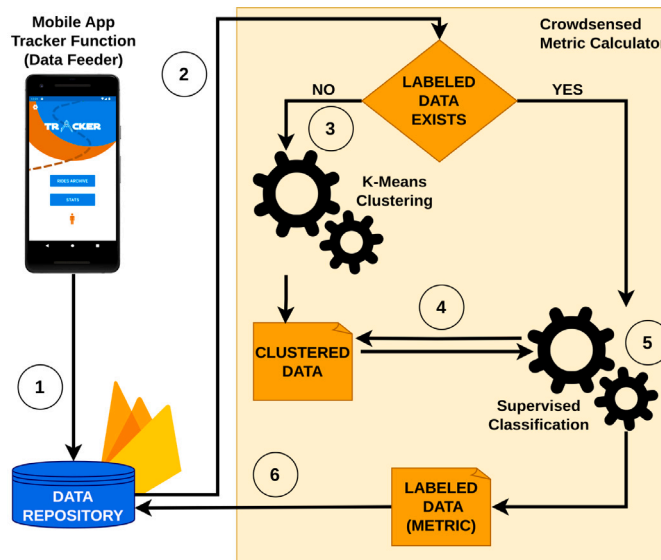 Mobile App
Tracker Function
(Data Feeder)
TRACKER
RIDES ARCHIVE
STATS
1
2
Crowdsensed
Metric Calculator
LABELED
DATA
EXISTS
NO
YES
3
K-Means
Clustering
4
CLUSTERED
DATA
5
Supervised
Classification
6
LABELED
DATA
(METRIC)
DATA
REPOSITORY